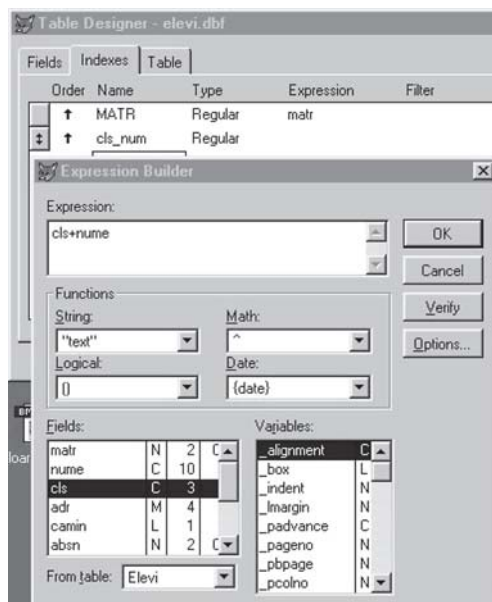 Table Designer - elevi.dbf
Fields Indexes Table
Order Name Type Expression Filter
MATR Regular matr
cls_num Regular
Expression Builder
Expression:
cls+nume
OK
Cancel
Verify
Options...
Functions
String: Math:
"text" ^
Logical: Date:
() {date}
Fields: Variables:
matr N 2
nume C 10
cls C 3
adr M 4
camin L 1
absn N 2
_alignment C
_box L
_indent N
_lmargin N
_padvance C
_pageno N
_pbpage N
_pcolno N
From table: Elevi